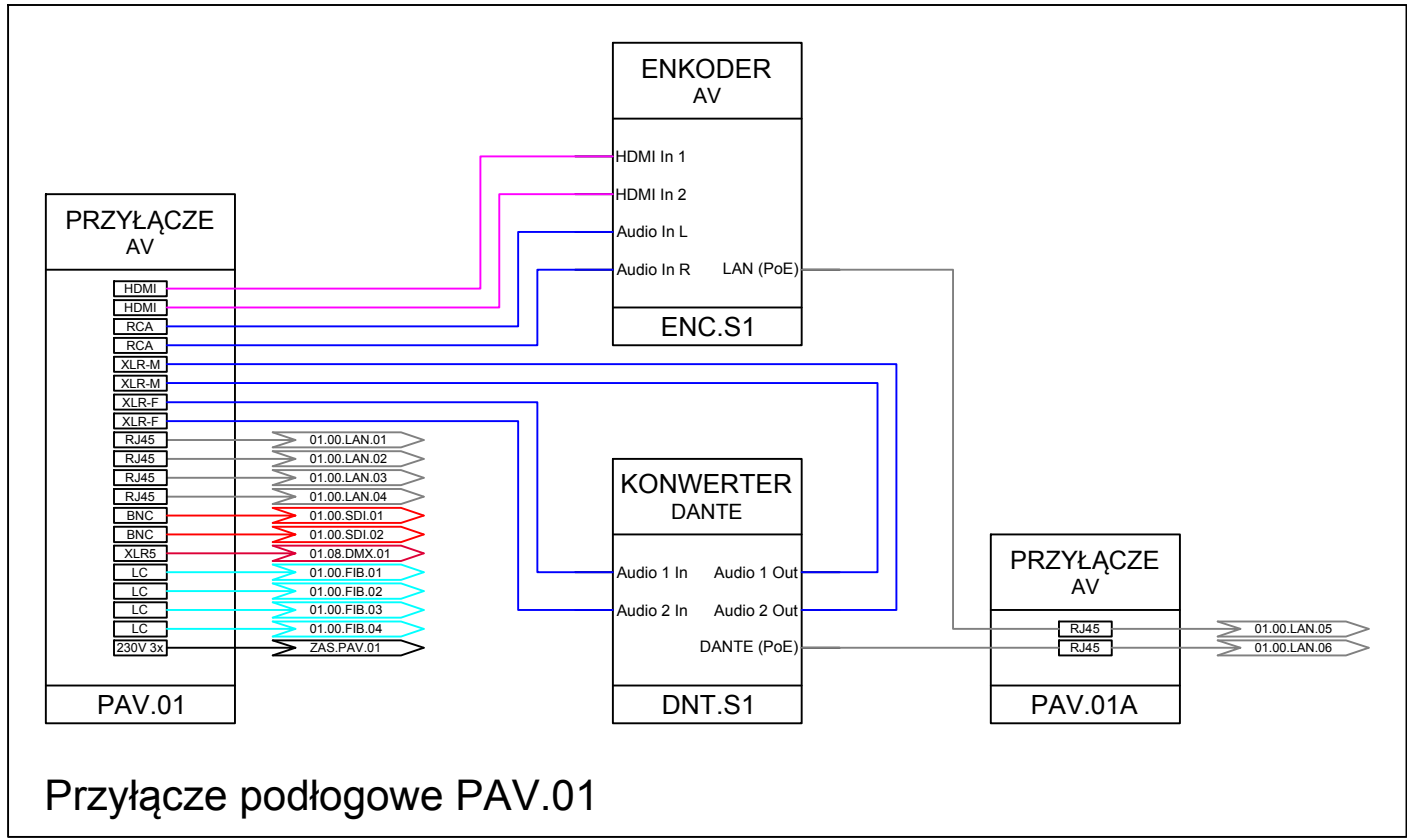 ENKODER
AV
HDMI In 1
HDMI In 2
Audio In L
Audio In R LAN (PoE)
ENC.S1
PRZYŁĄCZE
AV
HDMI
HDMI
RCA
RCA
XLR-M
XLR-M
XLR-F
XLR-F
RJ45 01.00.LAN.01
RJ45 01.00.LAN.02
RJ45 01.00.LAN.03
RJ45 01.00.LAN.04
BNC 01.00.SDI.01
BNC 01.00.SDI.02
XLR5 01.08.DMX.01
LC 01.00.FIB.01
LC 01.00.FIB.02
LC 01.00.FIB.03
LC 01.00.FIB.04
230V 3x ZAS.PAV.01
PAV.01
KONWERTER
DANTE
Audio 1 In Audio 1 Out
Audio 2 In Audio 2 Out
DANTE (PoE)
DNT.S1
PRZYŁĄCZE
AV
RJ45 01.00.LAN.05
RJ45 01.00.LAN.06
PAV.01A
Przyłącze podłogowe PAV.01